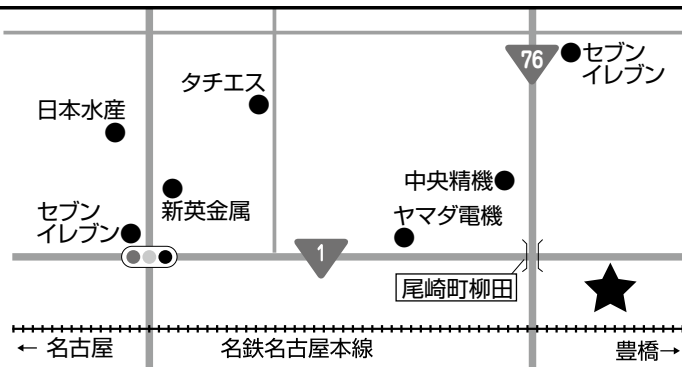 76
セブン
イレブン
タチエス
日本水産
中央精機
新英金属
セブン
イレブン
ヤマダ電機
1
尾崎町柳田
← 名古屋
名鉄名古屋本線
豊橋→